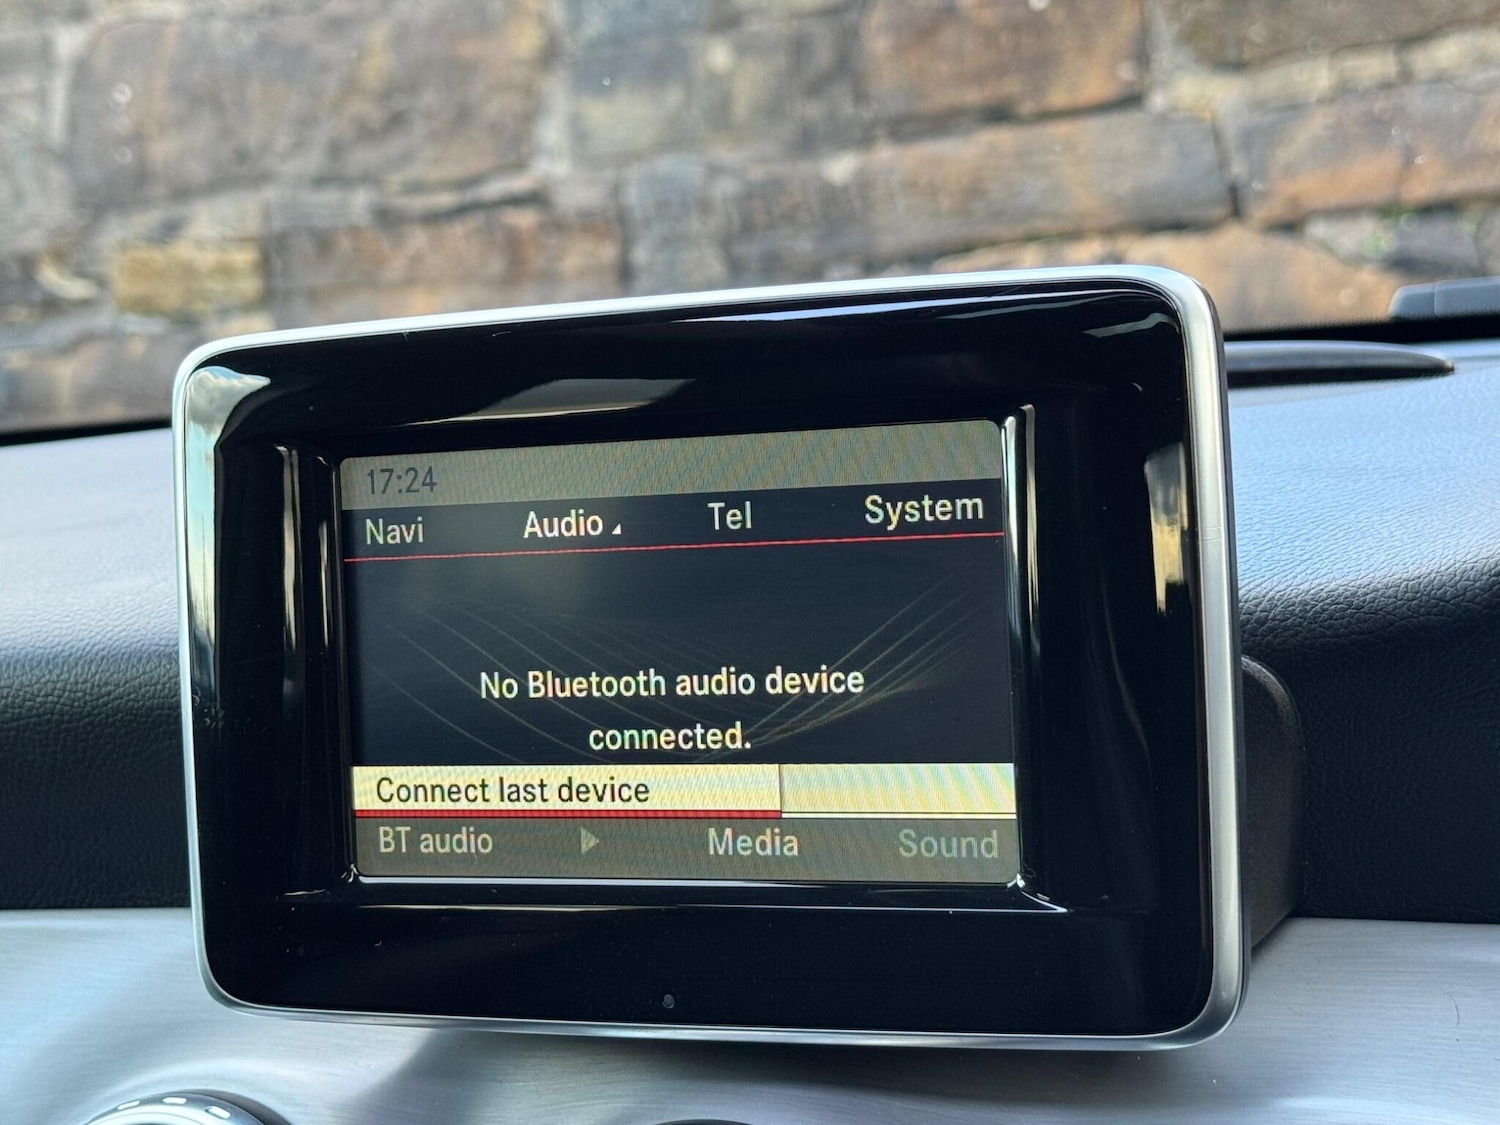 17:24
Navi Audio Tel System
No Bluetooth audio device
connected.
Connect last device
BT audio Media Sound